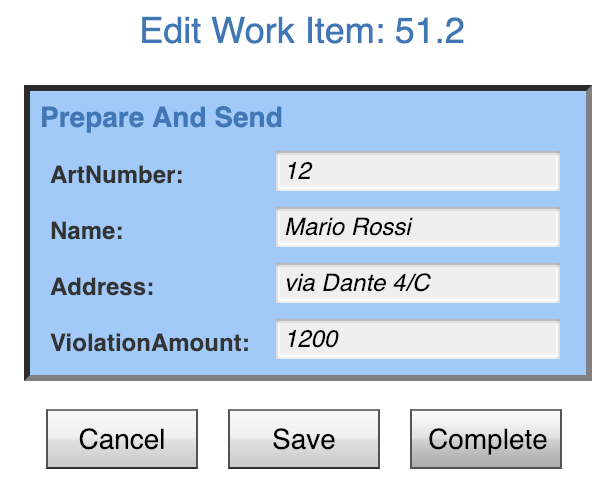 Edit Work Item: 51.2
Prepare And Send
ArtNumber: 12
Name: Mario Rossi
Address: via Dante 4/C
ViolationAmount: 1200
Cancel Save Complete